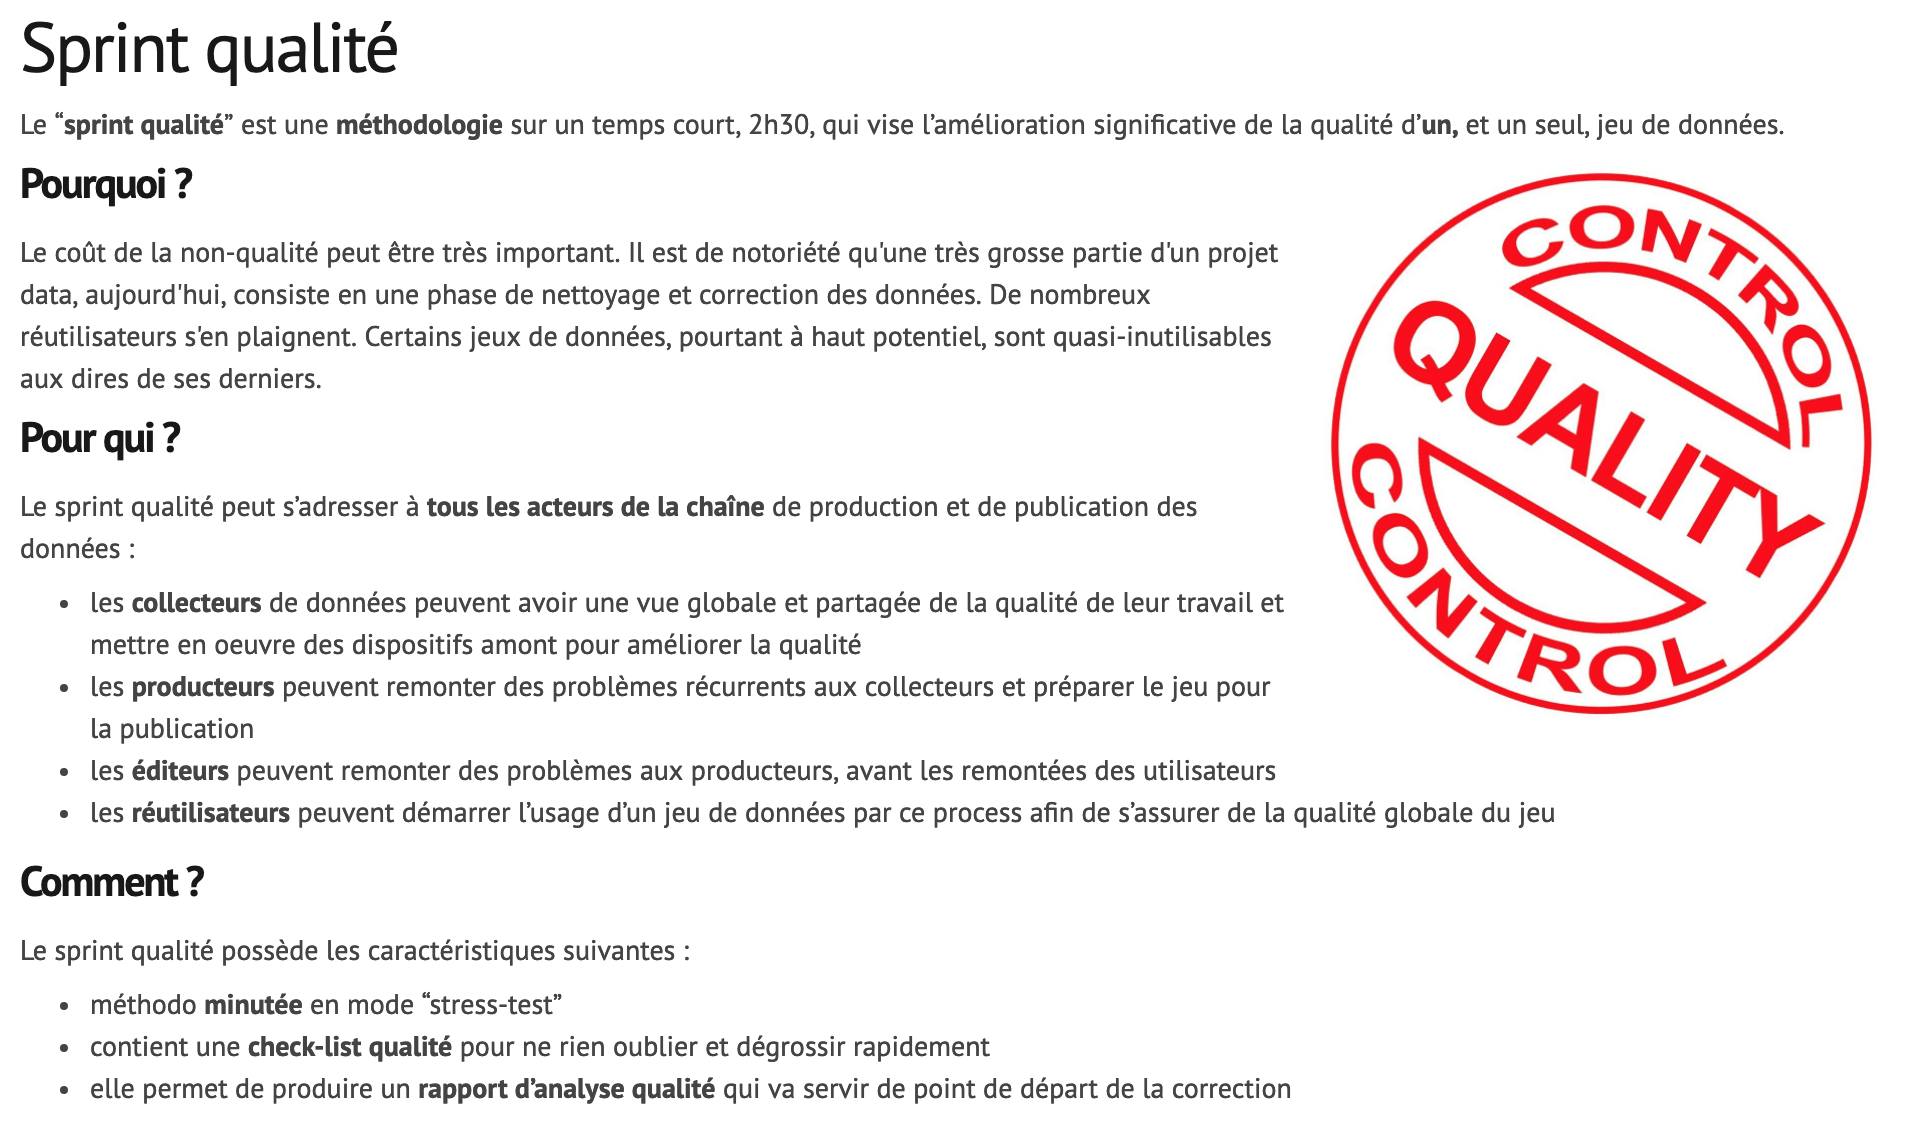 Sprint qualité
Le “sprint qualité” est une méthodologie sur un temps court, 2h30, qui vise l’amélioration significative de la qualité d’un, et un seul, jeu de données.
Pourquoi ?
Le coût de la non-qualité peut être très important. Il est de notoriété qu'une très grosse partie d'un projet
data, aujourd'hui, consiste en une phase de nettoyage et correction des données. De nombreux
réutilisateurs s'en plaignent. Certains jeux de données, pourtant à haut potentiel, sont quasi-inutilisables
aux dires de ses derniers.
Pour qui ?
Le sprint qualité peut s’adresser à tous les acteurs de la chaîne de production et de publication des
données :
• les collecteurs de données peuvent avoir une vue globale et partagée de la qualité de leur travail et
mettre en oeuvre des dispositifs amont pour améliorer la qualité
• les producteurs peuvent remonter des problèmes récurrents aux collecteurs et préparer le jeu pour
la publication
• les éditeurs peuvent remonter des problèmes aux producteurs, avant les remontées des utilisateurs
• les réutilisateurs peuvent démarrer l’usage d’un jeu de données par ce process afin de s’assurer de la qualité globale du jeu
Comment ?
Le sprint qualité possède les caractéristiques suivantes :
• méthodo minutée en mode “stress-test”
• contient une check-list qualité pour ne rien oublier et dégrossir rapidement
• elle permet de produire un rapport d’analyse qualité qui va servir de point de départ de la correction
CONTROL
QUALITY
CONTROL